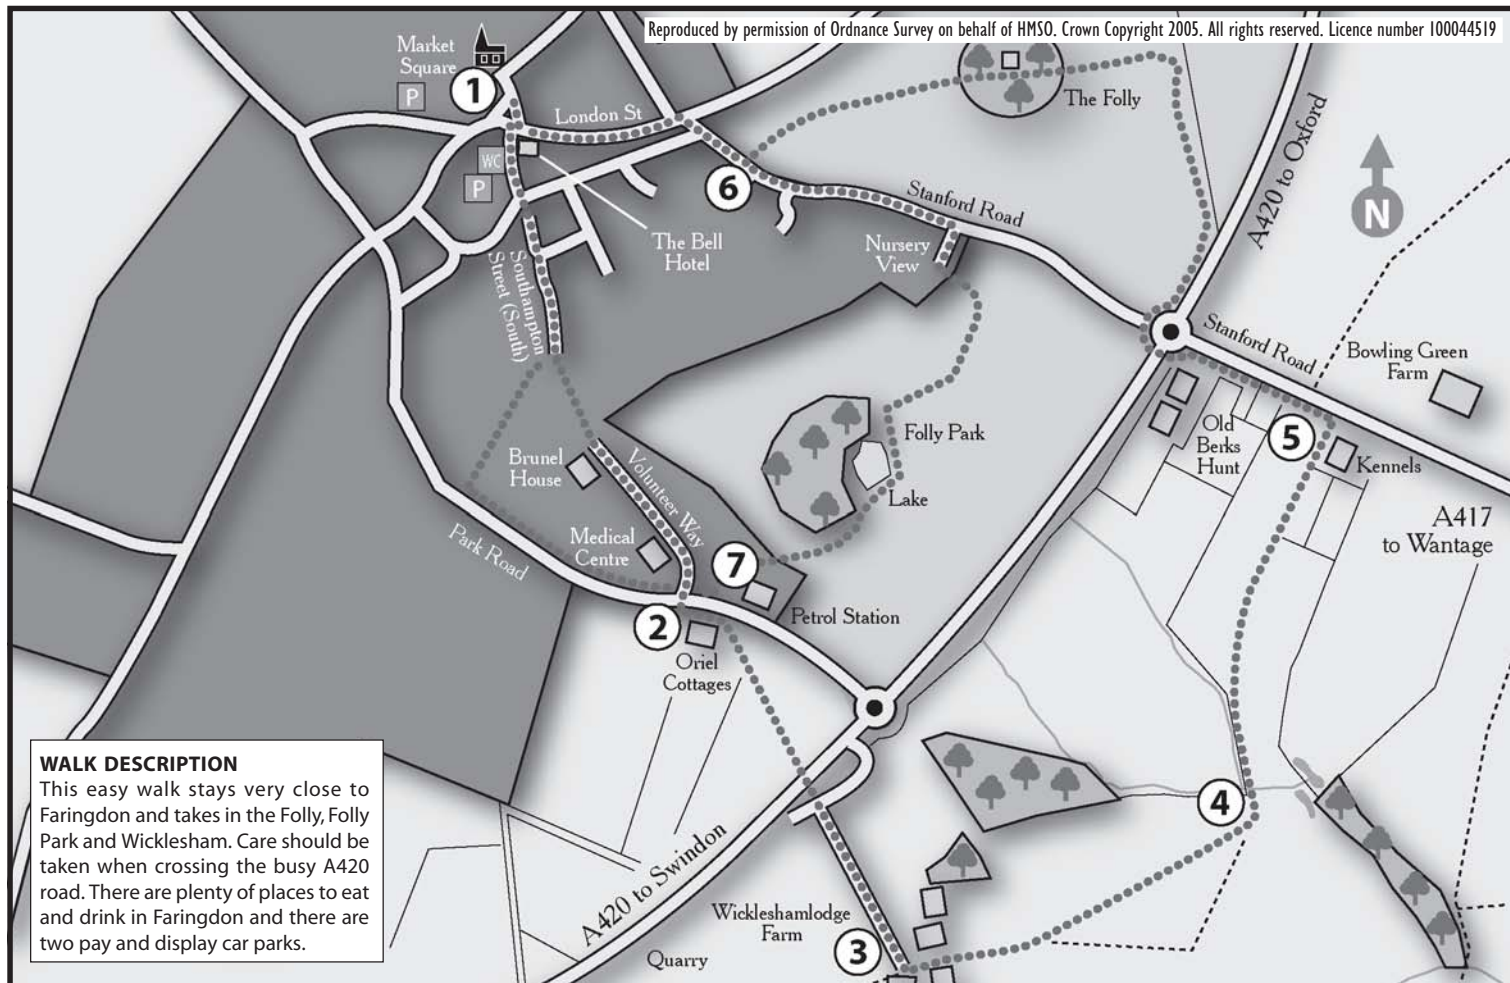 Reproduced by permission of Ordnance Survey on behalf of HMSO. Crown Copyright 2005. All rights reserved. Licence number 100044519
Market
Square
P
1
London St
The Folly
A420 to Oxford
WC
P
6
Stanford Road
N
The Bell
Hotel
Nursery
View
Southampton
Street (South)
Stanford Road
Bowling Green
Farm
Folly Park
Old
Berks
Hunt
5
Kennels
Brunel
House
Volunteer Way
Lake
A417
to Wantage
Park Road
Medical
Centre
7
2
Petrol Station
Oriel
Cottages
4
WALK DESCRIPTION
This easy walk stays very close to
Faringdon and takes in the Folly, Folly
Park and Wicklesham. Care should be
taken when crossing the busy A420
road. There are plenty of places to eat
and drink in Faringdon and there are
two pay and display car parks.
A420 to Swindon
Wickleshamlodge
Farm
3
Quarry